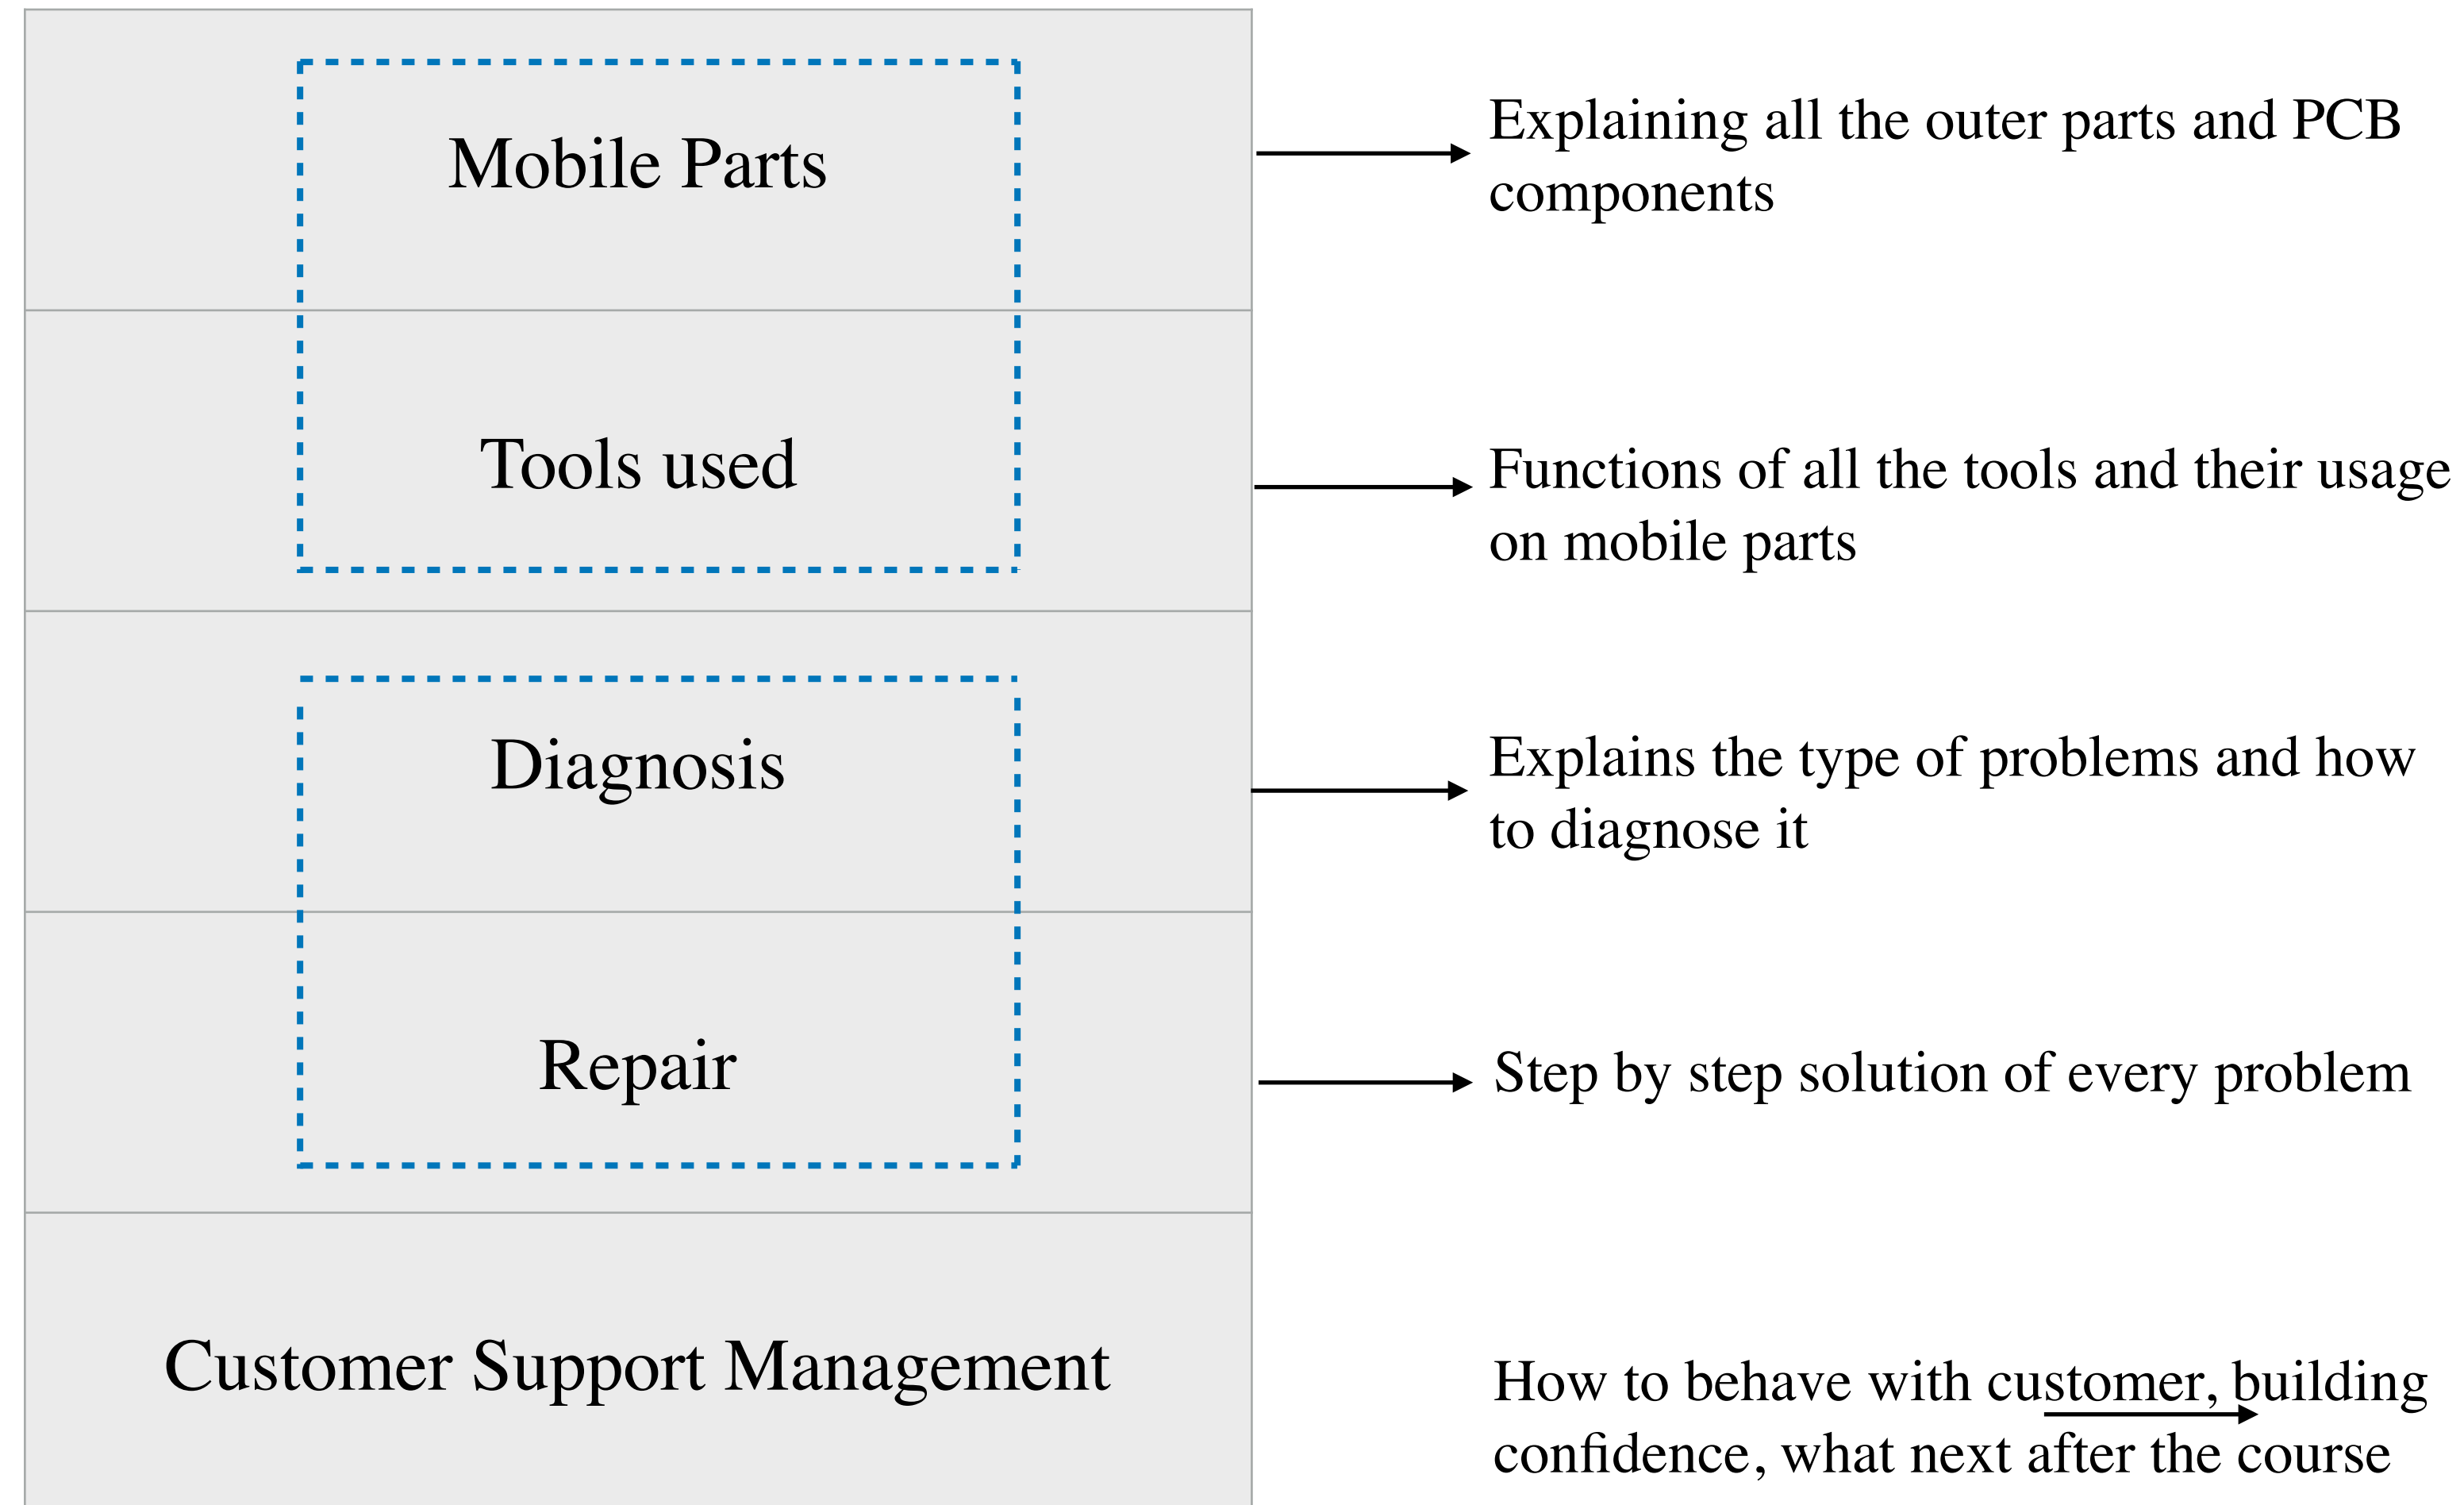 Mobile Parts
Explaining all the outer parts and PCB
components
Tools used
Functions of all the tools and their usage
on mobile parts
Diagnosis
Explains the type of problems and how
to diagnose it
Repair
Step by step solution of every problem
Customer Support Management
How to behave with customer, building
confidence, what next after the course